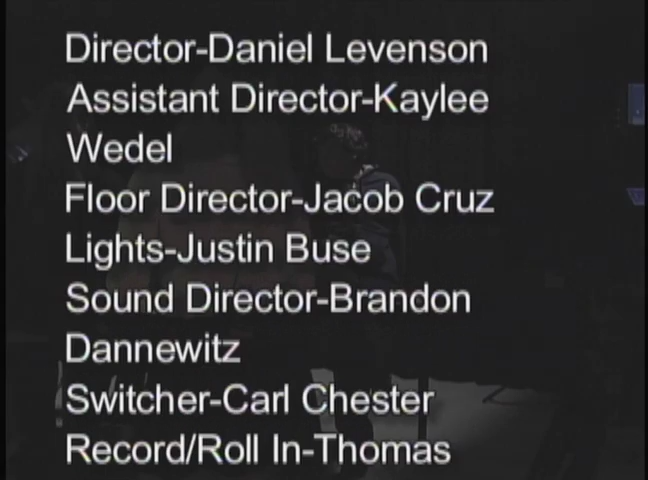 Director-Daniel Levenson
Assistant Director-Kaylee
Wedel
Floor Director-Jacob Cruz
Lights-Justin Buse
Sound Director-Brandon
Dannewitz
Switcher-Carl Chester
Record/Roll In-Thomas